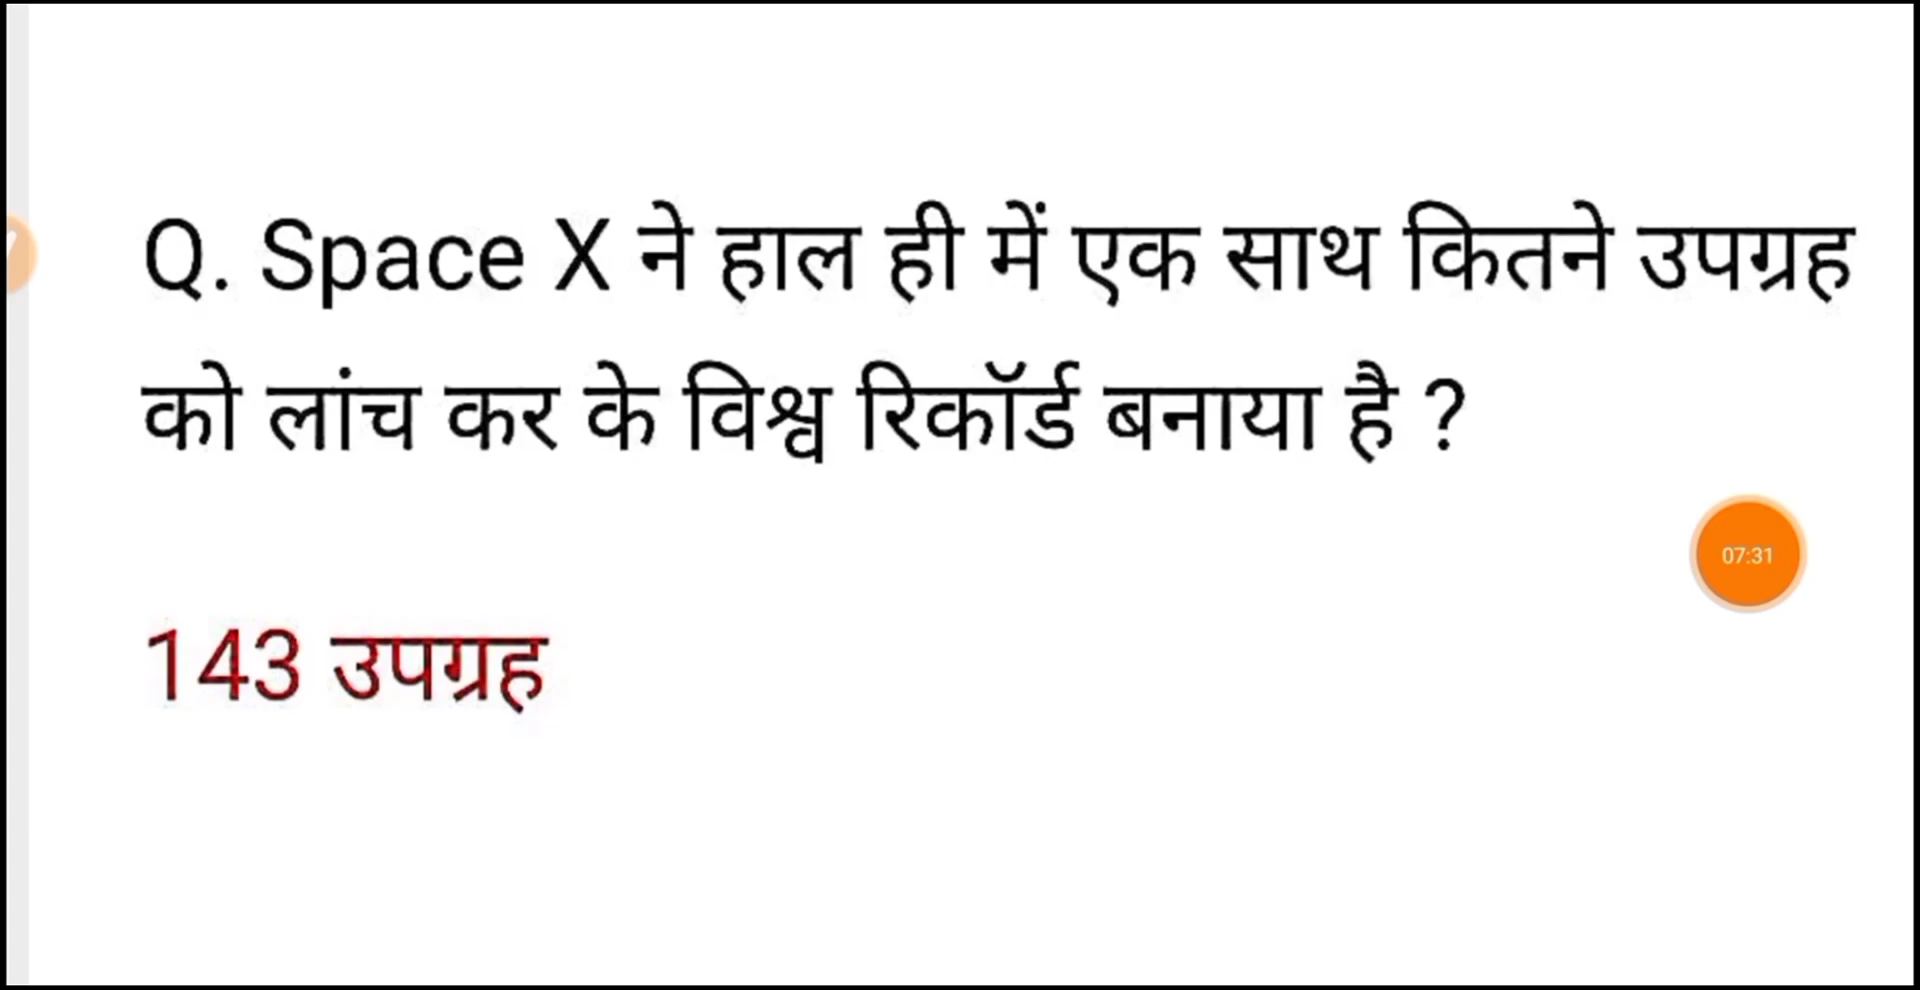 Q. Space X ने हाल ही में एक साथ कितने उपग्रह
को लांच कर के विश्व रिकॉर्ड बनाया है ?
07:31
143 उपग्रह